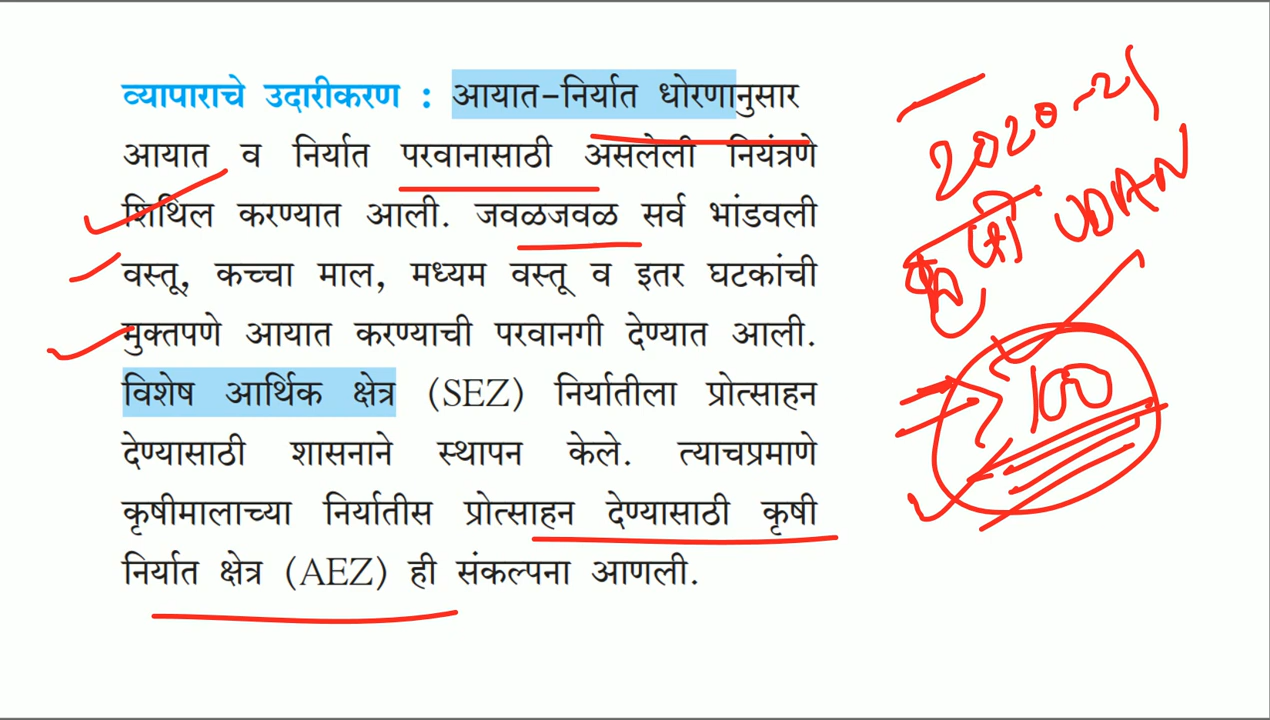 व्यापाराचे उदारीकरण : आयात-निर्यात धोरणानुसार
आयात व निर्यात परवानासाठी असलेली नियंत्रणे
शिथिल करण्यात आली. जवळजवळ सर्व भांडवली
वस्तू, कच्चा माल, मध्यम वस्तू व इतर घटकांची
मुक्तपणे आयात करण्याची परवानगी देण्यात आली.
विशेष आर्थिक क्षेत्र (SEZ) निर्यातीला प्रोत्साहन
देण्यासाठी शासनाने स्थापन केले. त्याचप्रमाणे
कृषीमालाच्या निर्यातीस प्रोत्साहन देण्यासाठी कृषी
निर्यात क्षेत्र (AEZ) ही संकल्पना आणली.
2020-21
100